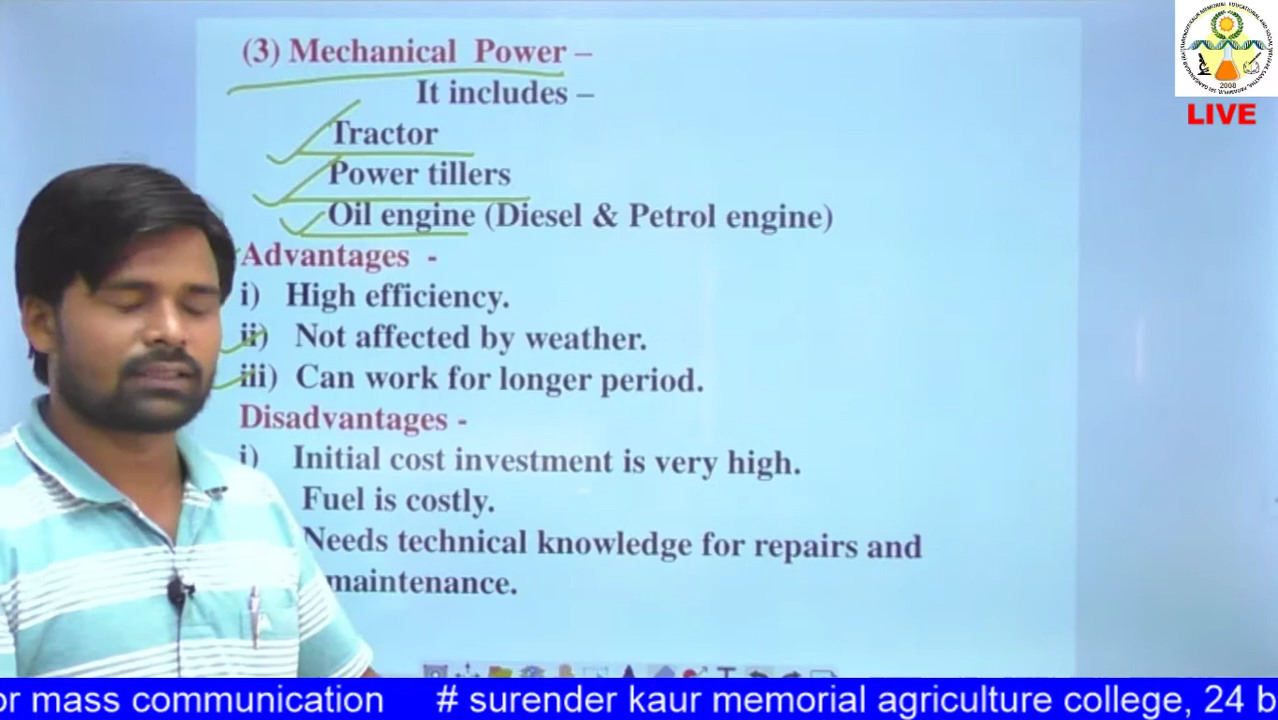 (3) Mechanical Power –
It includes –
Tractor
Power tillers
Oil engine (Diesel & Petrol engine)
Advantages -
i) High efficiency.
ii) Not affected by weather.
iii) Can work for longer period.
Disadvantages -
i) Initial cost investment is very high.
Fuel is costly.
Needs technical knowledge for repairs and
maintenance.
2008
LIVE
or mass communication # surender kaur memorial agriculture college, 24 b